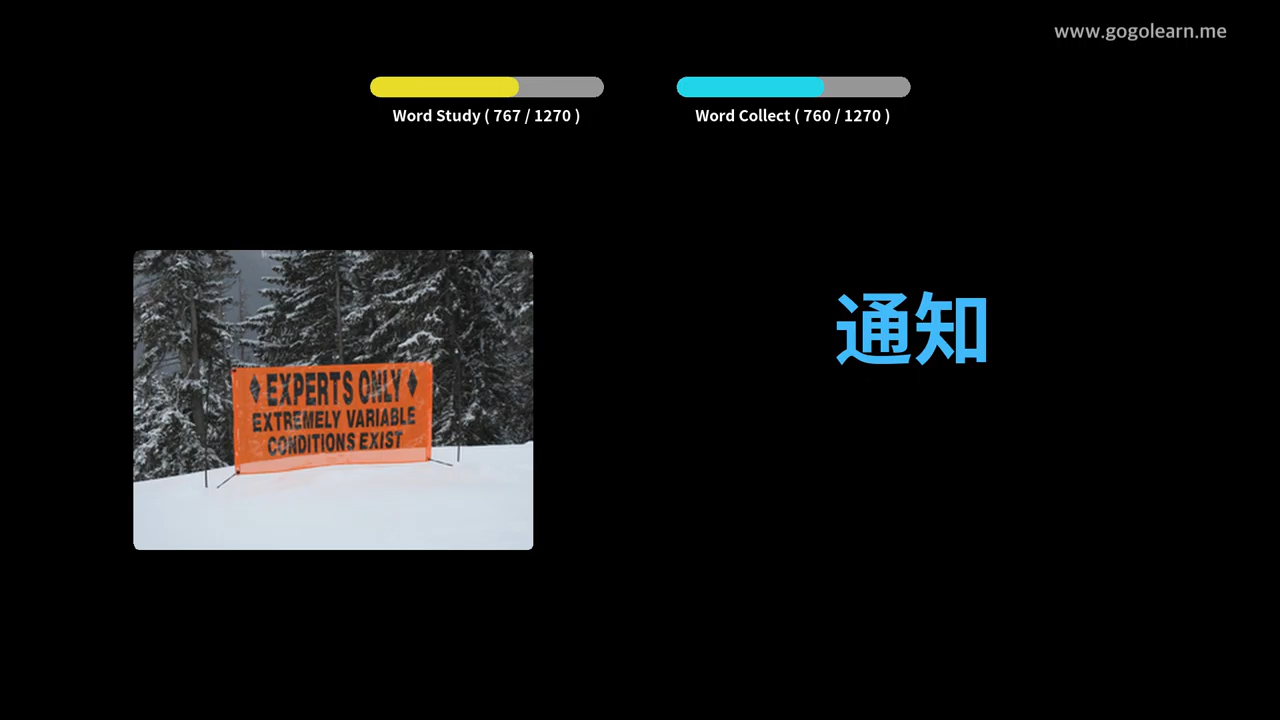 www.gogolearn.me
Word Study ( 767 / 1270 )
Word Collect ( 760 / 1270 )
通知
EXPERTS ONLY
EXTREMELY VARIABLE
CONDITIONS EXIST